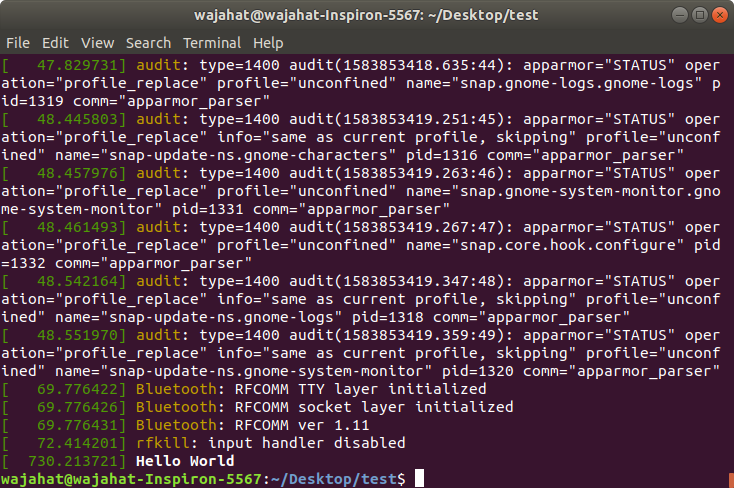 wajahat@wajahat-Inspiron-5567: ~/Desktop/test
File Edit View Search Terminal Help
[   47.829731] audit: type=1400 audit(1583853418.635:44): apparmor="STATUS" oper
ation="profile_replace" profile="unconfined" name="snap.gnome-logs.gnome-logs" p
id=1319 comm="apparmor_parser"
[   48.445803] audit: type=1400 audit(1583853419.251:45): apparmor="STATUS" oper
ation="profile_replace" info="same as current profile, skipping" profile="unconf
ined" name="snap-update-ns.gnome-characters" pid=1316 comm="apparmor_parser"
[   48.457976] audit: type=1400 audit(1583853419.263:46): apparmor="STATUS" oper
ation="profile_replace" profile="unconfined" name="snap.gnome-system-monitor.gno
me-system-monitor" pid=1331 comm="apparmor_parser"
[   48.461493] audit: type=1400 audit(1583853419.267:47): apparmor="STATUS" oper
ation="profile_replace" profile="unconfined" name="snap.core.hook.configure" pid
=1332 comm="apparmor_parser"
[   48.542164] audit: type=1400 audit(1583853419.347:48): apparmor="STATUS" oper
ation="profile_replace" info="same as current profile, skipping" profile="unconf
ined" name="snap-update-ns.gnome-logs" pid=1318 comm="apparmor_parser"
[   48.551970] audit: type=1400 audit(1583853419.359:49): apparmor="STATUS" oper
ation="profile_replace" info="same as current profile, skipping" profile="unconf
ined" name="snap-update-ns.gnome-system-monitor" pid=1320 comm="apparmor_parser"
[   69.776422] Bluetooth: RFCOMM TTY layer initialized
[   69.776426] Bluetooth: RFCOMM socket layer initialized
[   69.776431] Bluetooth: RFCOMM ver 1.11
[   72.414201] rfkill: input handler disabled
[  730.213721] Hello World
wajahat@wajahat-Inspiron-5567:~/Desktop/test$